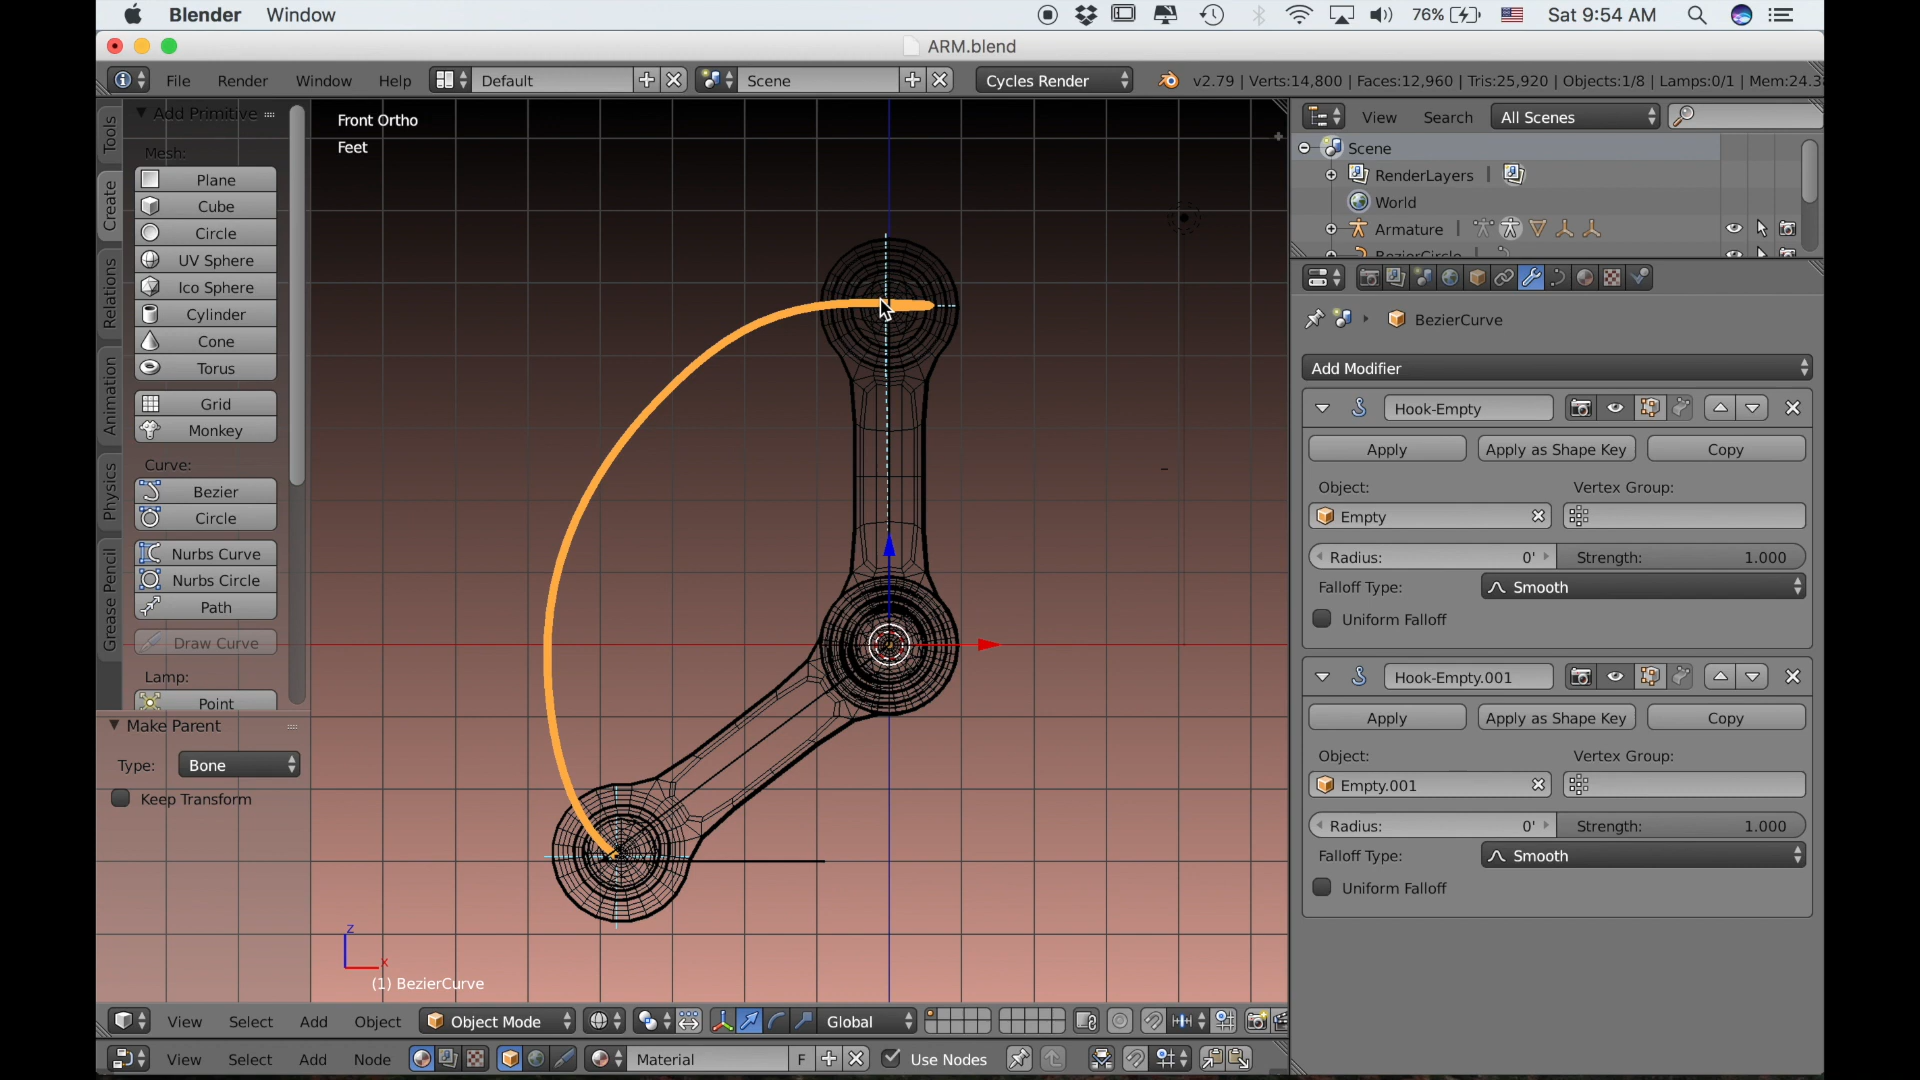 Blender Window
76%
Sat 9:54 AM
ARM.blend
File Render Window Help Default Scene Cycles Render
v2.79 | Verts:14,800 | Faces:12,960 | Tris:25,920 | Objects:1/8 | Lamps:0/1 | Mem:24.3
Tools
Create
Relations
Animation
Physics
Grease Pencil
Add Primitive
Mesh:
Plane
Cube
Circle
UV Sphere
Ico Sphere
Cylinder
Cone
Torus
Grid
Monkey
Curve:
Bezier
Circle
Nurbs Curve
Nurbs Circle
Path
Draw Curve
Lamp:
Point
Make Parent
Type: Bone
Keep Transform
Front Ortho
Feet
z
x
(1) BezierCurve
View Select Add Object Object Mode Global
View Select Add Node Material F Use Nodes
View Search All Scenes
Scene
RenderLayers
World
Armature
BezierCircle
BezierCurve
Add Modifier
Hook-Empty
Apply Apply as Shape Key Copy
Object: Vertex Group:
Empty
Radius: 0' Strength: 1.000
Falloff Type: Smooth
Uniform Falloff
Hook-Empty.001
Apply Apply as Shape Key Copy
Object: Vertex Group:
Empty.001
Radius: 0' Strength: 1.000
Falloff Type: Smooth
Uniform Falloff